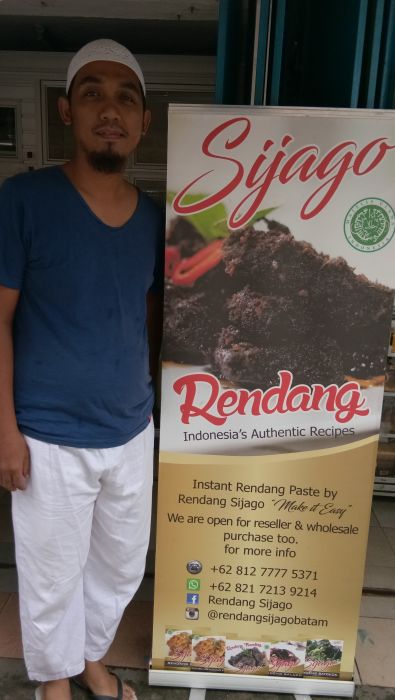 Sijago
Rendang
Indonesia's Authentic Recipes
Instant Rendang Paste by
Rendang Sijago "Make it Easy"
We are open for reseller & wholesale
purchase too.
for more info
+62 812 7777 5371
+62 821 7213 9214
Rendang Sijago
@rendangsijagobatam